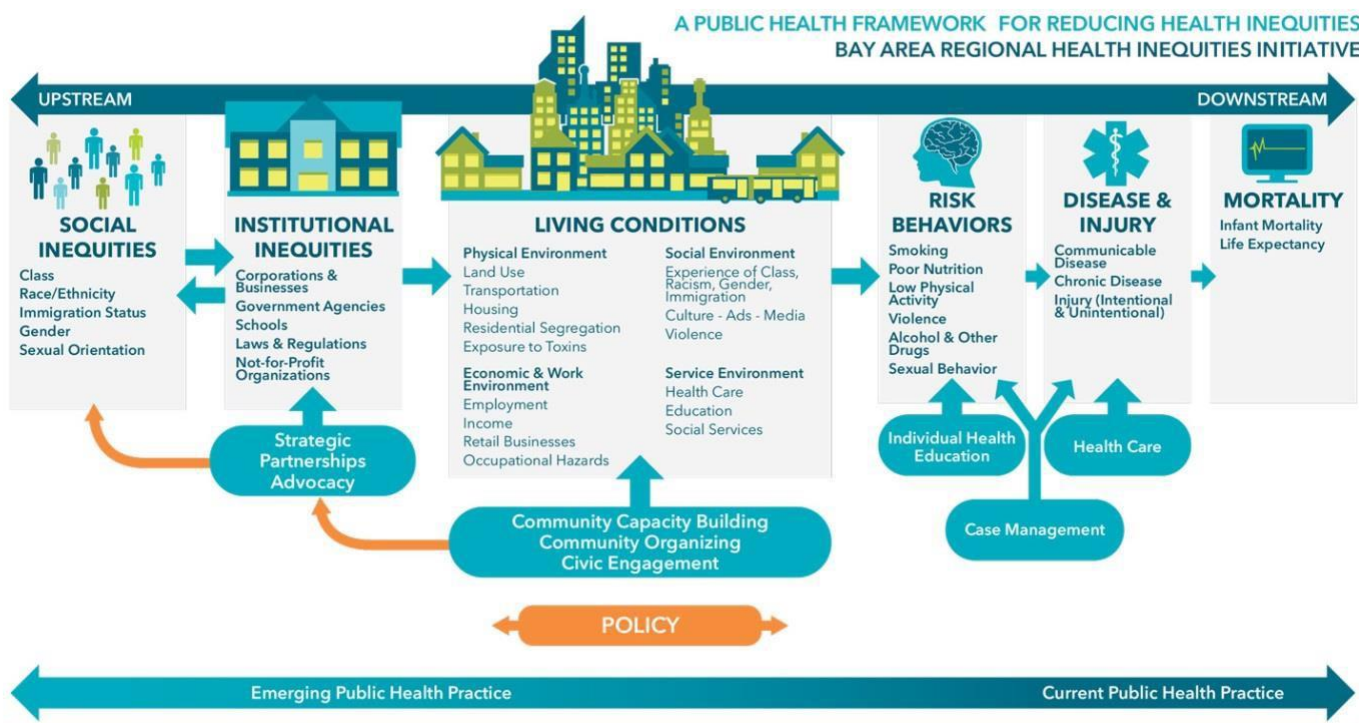 A PUBLIC HEALTH FRAMEWORK FOR REDUCING HEALTH INEQUITIES
BAY AREA REGIONAL HEALTH INEQUITIES INITIATIVE
UPSTREAM
DOWNSTREAM
SOCIAL
INEQUITIES
Class
Race/Ethnicity
Immigration Status
Gender
Sexual Orientation
INSTITUTIONAL
INEQUITIES
Corporations &
Businesses
Government Agencies
Schools
Laws & Regulations
Not-for-Profit
Organizations
LIVING CONDITIONS
Physical Environment
Land Use
Transportation
Housing
Residential Segregation
Exposure to Toxins
Economic & Work
Environment
Employment
Income
Retail Businesses
Occupational Hazards
Social Environment
Experience of Class,
Racism, Gender,
Immigration
Culture - Ads - Media
Violence
Service Environment
Health Care
Education
Social Services
RISK
BEHAVIORS
Smoking
Poor Nutrition
Low Physical
Activity
Violence
Alcohol & Other
Drugs
Sexual Behavior
DISEASE &
INJURY
Communicable
Disease
Chronic Disease
Injury (Intentional
& Unintentional)
MORTALITY
Infant Mortality
Life Expectancy
Strategic
Partnerships
Advocacy
Community Capacity Building
Community Organizing
Civic Engagement
Individual Health
Education
Health Care
Case Management
POLICY
Emerging Public Health Practice
Current Public Health Practice